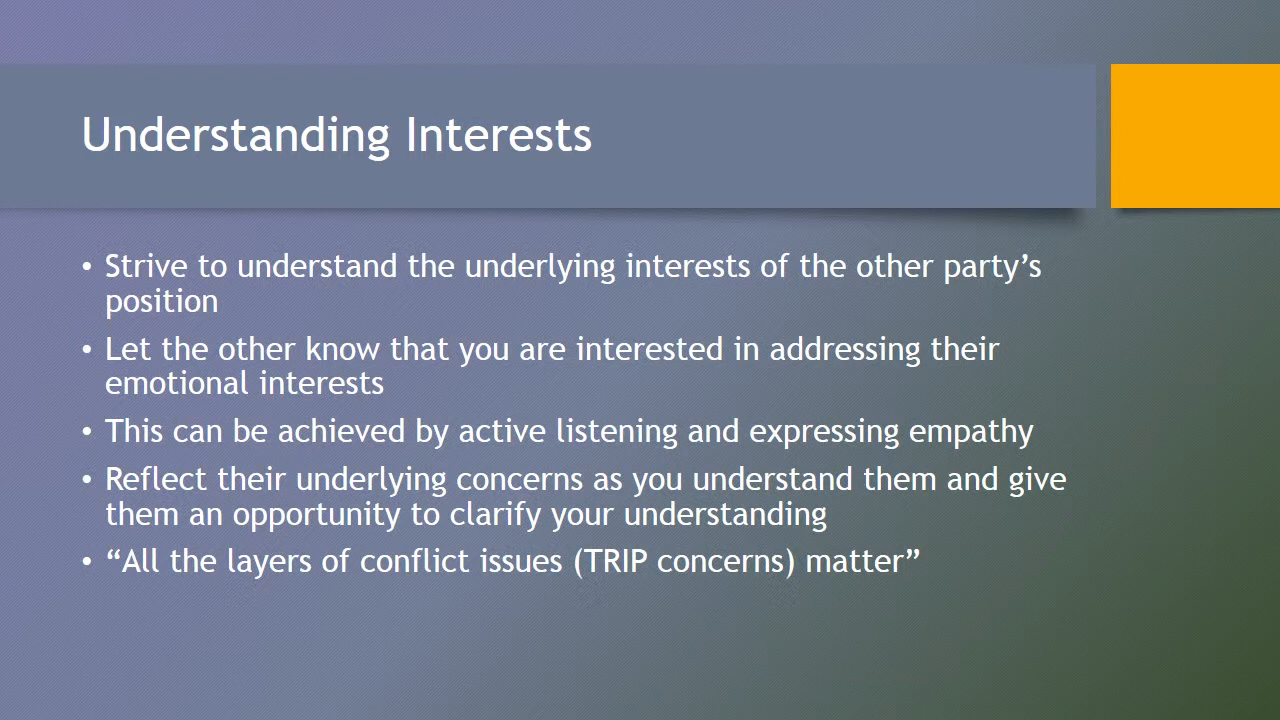 Understanding Interests
• Strive to understand the underlying interests of the other party’s
position
• Let the other know that you are interested in addressing their
emotional interests
• This can be achieved by active listening and expressing empathy
• Reflect their underlying concerns as you understand them and give
them an opportunity to clarify your understanding
• “All the layers of conflict issues (TRIP concerns) matter”